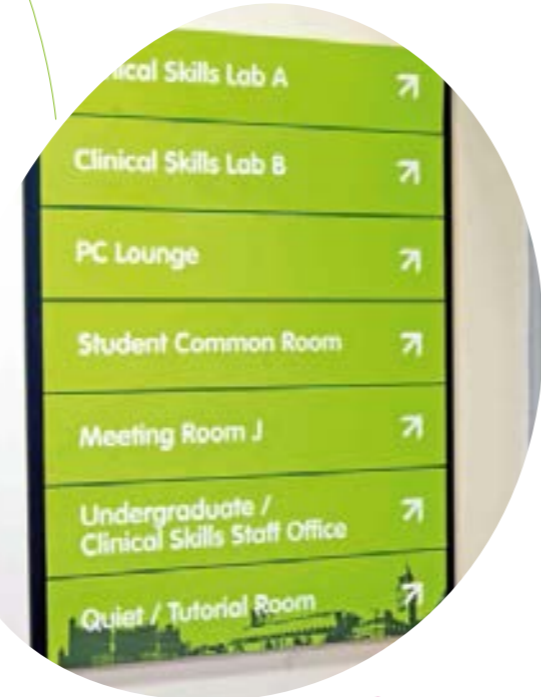 Skills Lab A
Clinical Skills Lab B
PC Lounge
Student Common Room
Meeting Room J
Undergraduate /
Clinical Skills Staff Office
Quiet / Tutorial Room